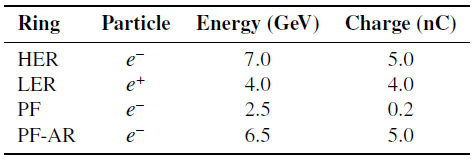 Ring Particle Energy (GeV) Charge (nC)
HER e⁻ 7.0 5.0
LER e⁺ 4.0 4.0
PF e⁻ 2.5 0.2
PF-AR e⁻ 6.5 5.0